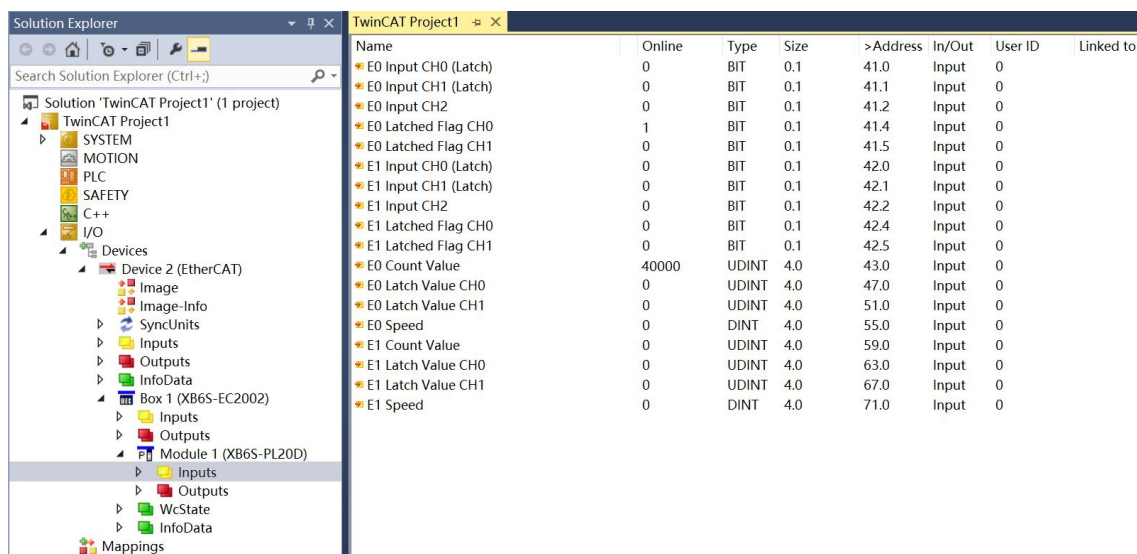 Solution Explorer
Search Solution Explorer (Ctrl+;)
Solution 'TwinCAT Project1' (1 project)
TwinCAT Project1
SYSTEM
MOTION
PLC
SAFETY
C++
I/O
Devices
Device 2 (EtherCAT)
Image
Image-Info
SyncUnits
Inputs
Outputs
InfoData
Box 1 (XB6S-EC2002)
Inputs
Outputs
Module 1 (XB6S-PL20D)
Inputs
Outputs
WcState
InfoData
Mappings
TwinCAT Project1
Name Online Type Size >Address In/Out User ID Linked to
E0 Input CH0 (Latch) 0 BIT 0.1 41.0 Input 0
E0 Input CH1 (Latch) 0 BIT 0.1 41.1 Input 0
E0 Input CH2 0 BIT 0.1 41.2 Input 0
E0 Latched Flag CH0 1 BIT 0.1 41.4 Input 0
E0 Latched Flag CH1 0 BIT 0.1 41.5 Input 0
E1 Input CH0 (Latch) 0 BIT 0.1 42.0 Input 0
E1 Input CH1 (Latch) 0 BIT 0.1 42.1 Input 0
E1 Input CH2 0 BIT 0.1 42.2 Input 0
E1 Latched Flag CH0 0 BIT 0.1 42.4 Input 0
E1 Latched Flag CH1 0 BIT 0.1 42.5 Input 0
E0 Count Value 40000 UDINT 4.0 43.0 Input 0
E0 Latch Value CH0 0 UDINT 4.0 47.0 Input 0
E0 Latch Value CH1 0 UDINT 4.0 51.0 Input 0
E0 Speed 0 DINT 4.0 55.0 Input 0
E1 Count Value 0 UDINT 4.0 59.0 Input 0
E1 Latch Value CH0 0 UDINT 4.0 63.0 Input 0
E1 Latch Value CH1 0 UDINT 4.0 67.0 Input 0
E1 Speed 0 DINT 4.0 71.0 Input 0